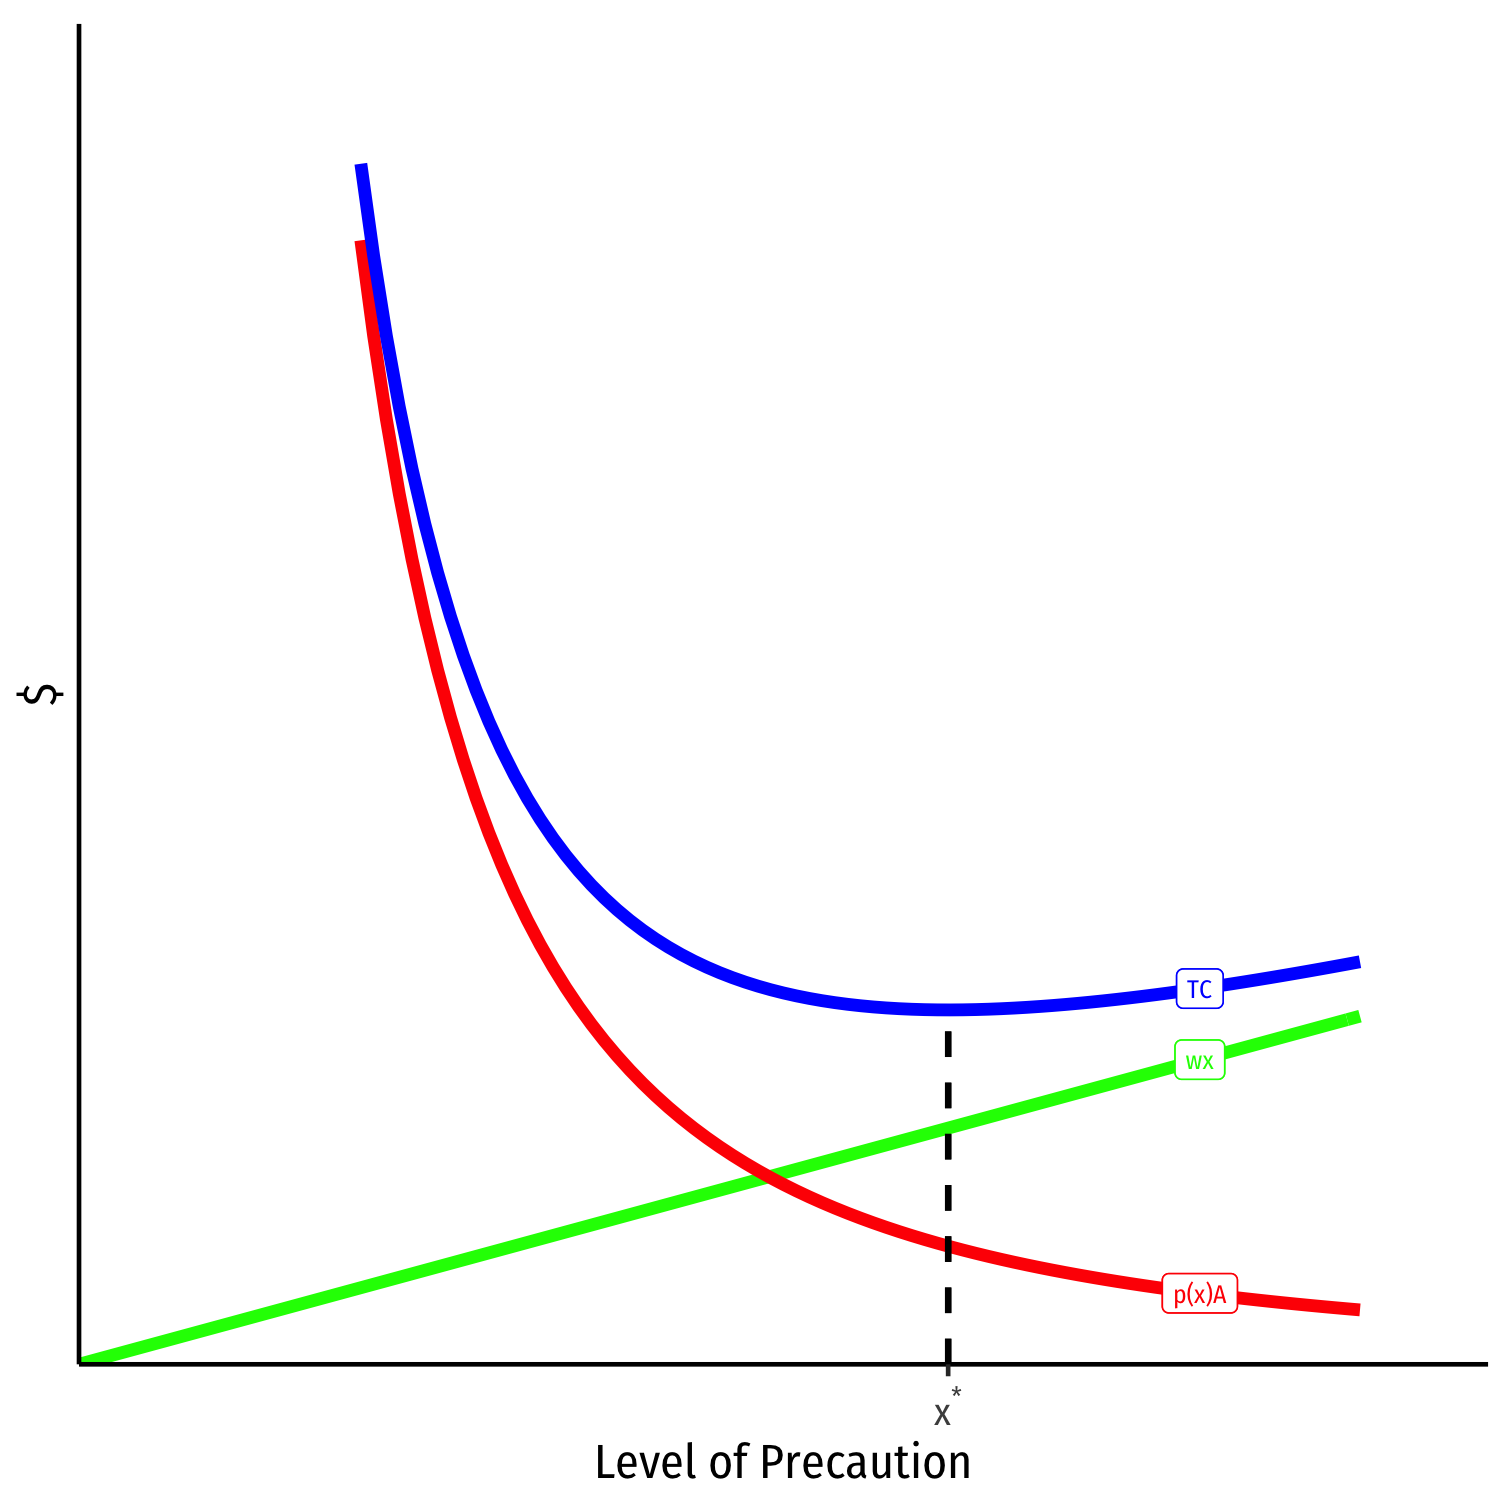 $
TC
wx
p(x)A
x*
Level of Precaution